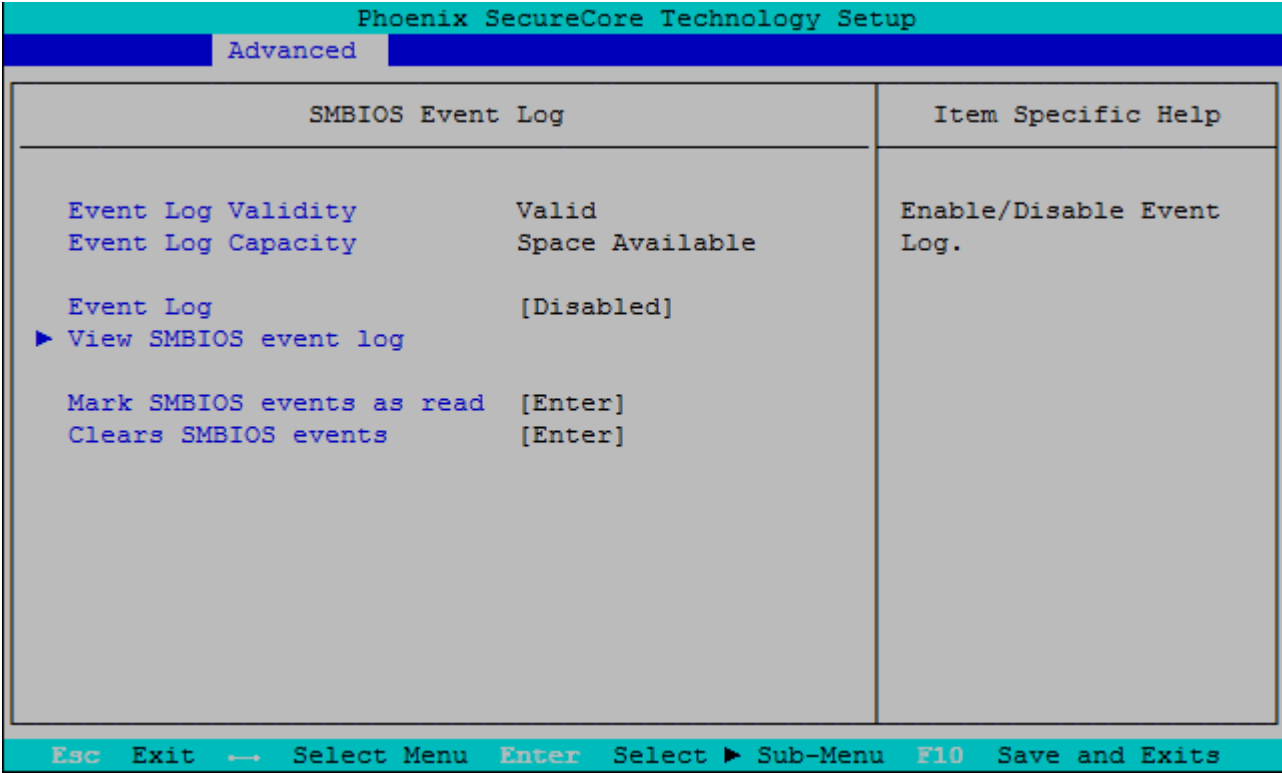 Phoenix SecureCore Technology Setup
Advanced
SMBIOS Event Log
Item Specific Help
Event Log Validity Valid
Event Log Capacity Space Available
Event Log [Disabled]
► View SMBIOS event log
Mark SMBIOS events as read [Enter]
Clears SMBIOS events [Enter]
Enable/Disable Event
Log.
Esc Exit ←→ Select Menu Enter Select ► Sub-Menu F10 Save and Exits